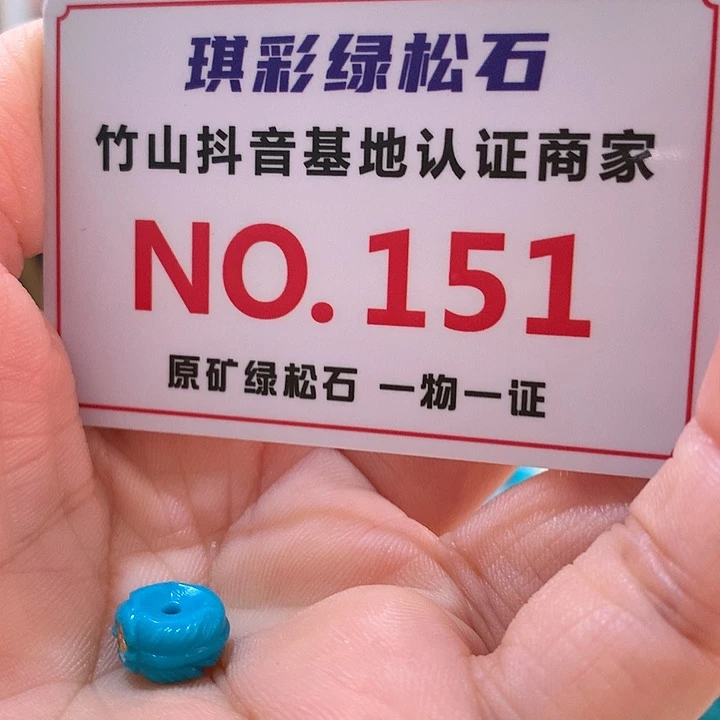 琪彩绿松石
竹山抖音基地认证商家
NO.151
原矿绿松石 一物一证